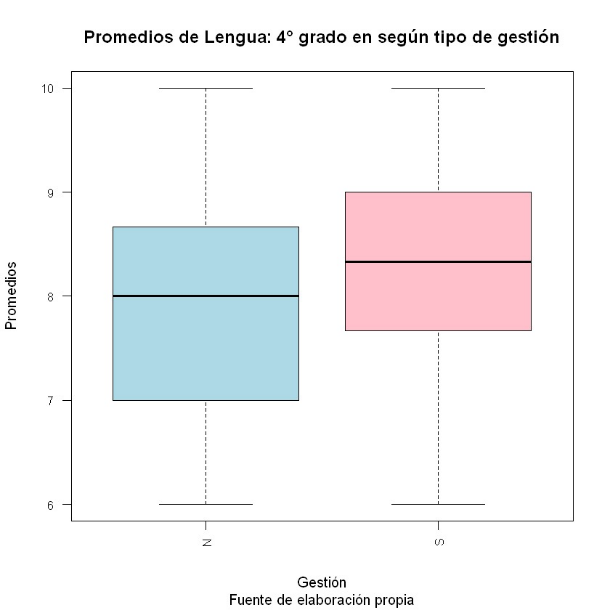 Promedios de Lengua: 4° grado en según tipo de gestión
Promedios
10
9
8
7
6
N
S
Gestión
Fuente de elaboración propia